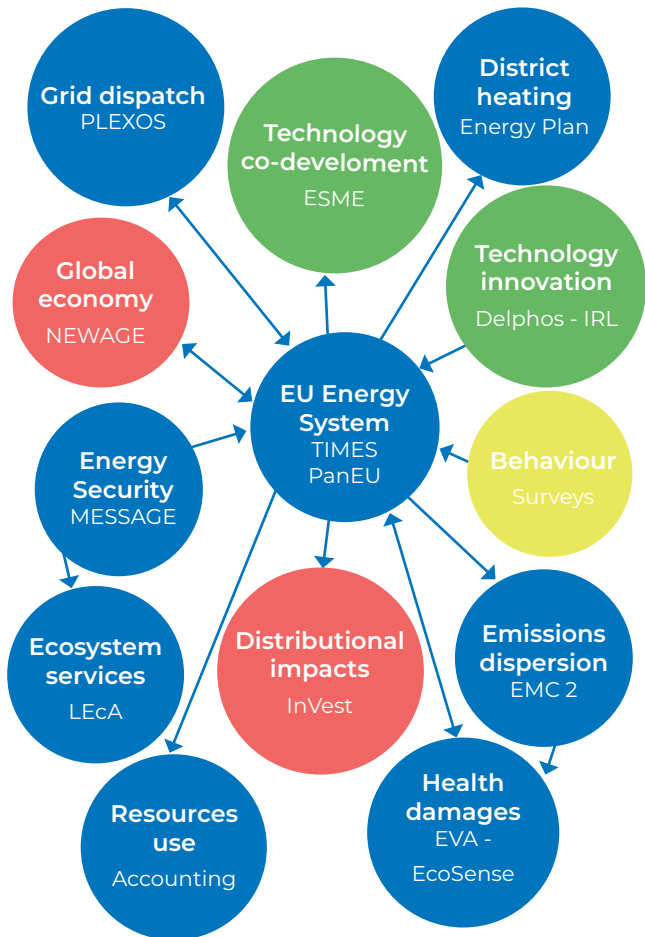 Grid dispatch
PLEXOS
District
heating
Energy Plan
Technology
co-develoment
ESME
Global
economy
NEWAGE
Technology
innovation
Delphos - IRL
EU Energy
System
TIMES
PanEU
Energy
Security
MESSAGE
Behaviour
Surveys
Ecosystem
services
LEcA
Distributional
impacts
InVest
Emissions
dispersion
EMC 2
Resources
use
Accounting
Health
damages
EVA -
EcoSense